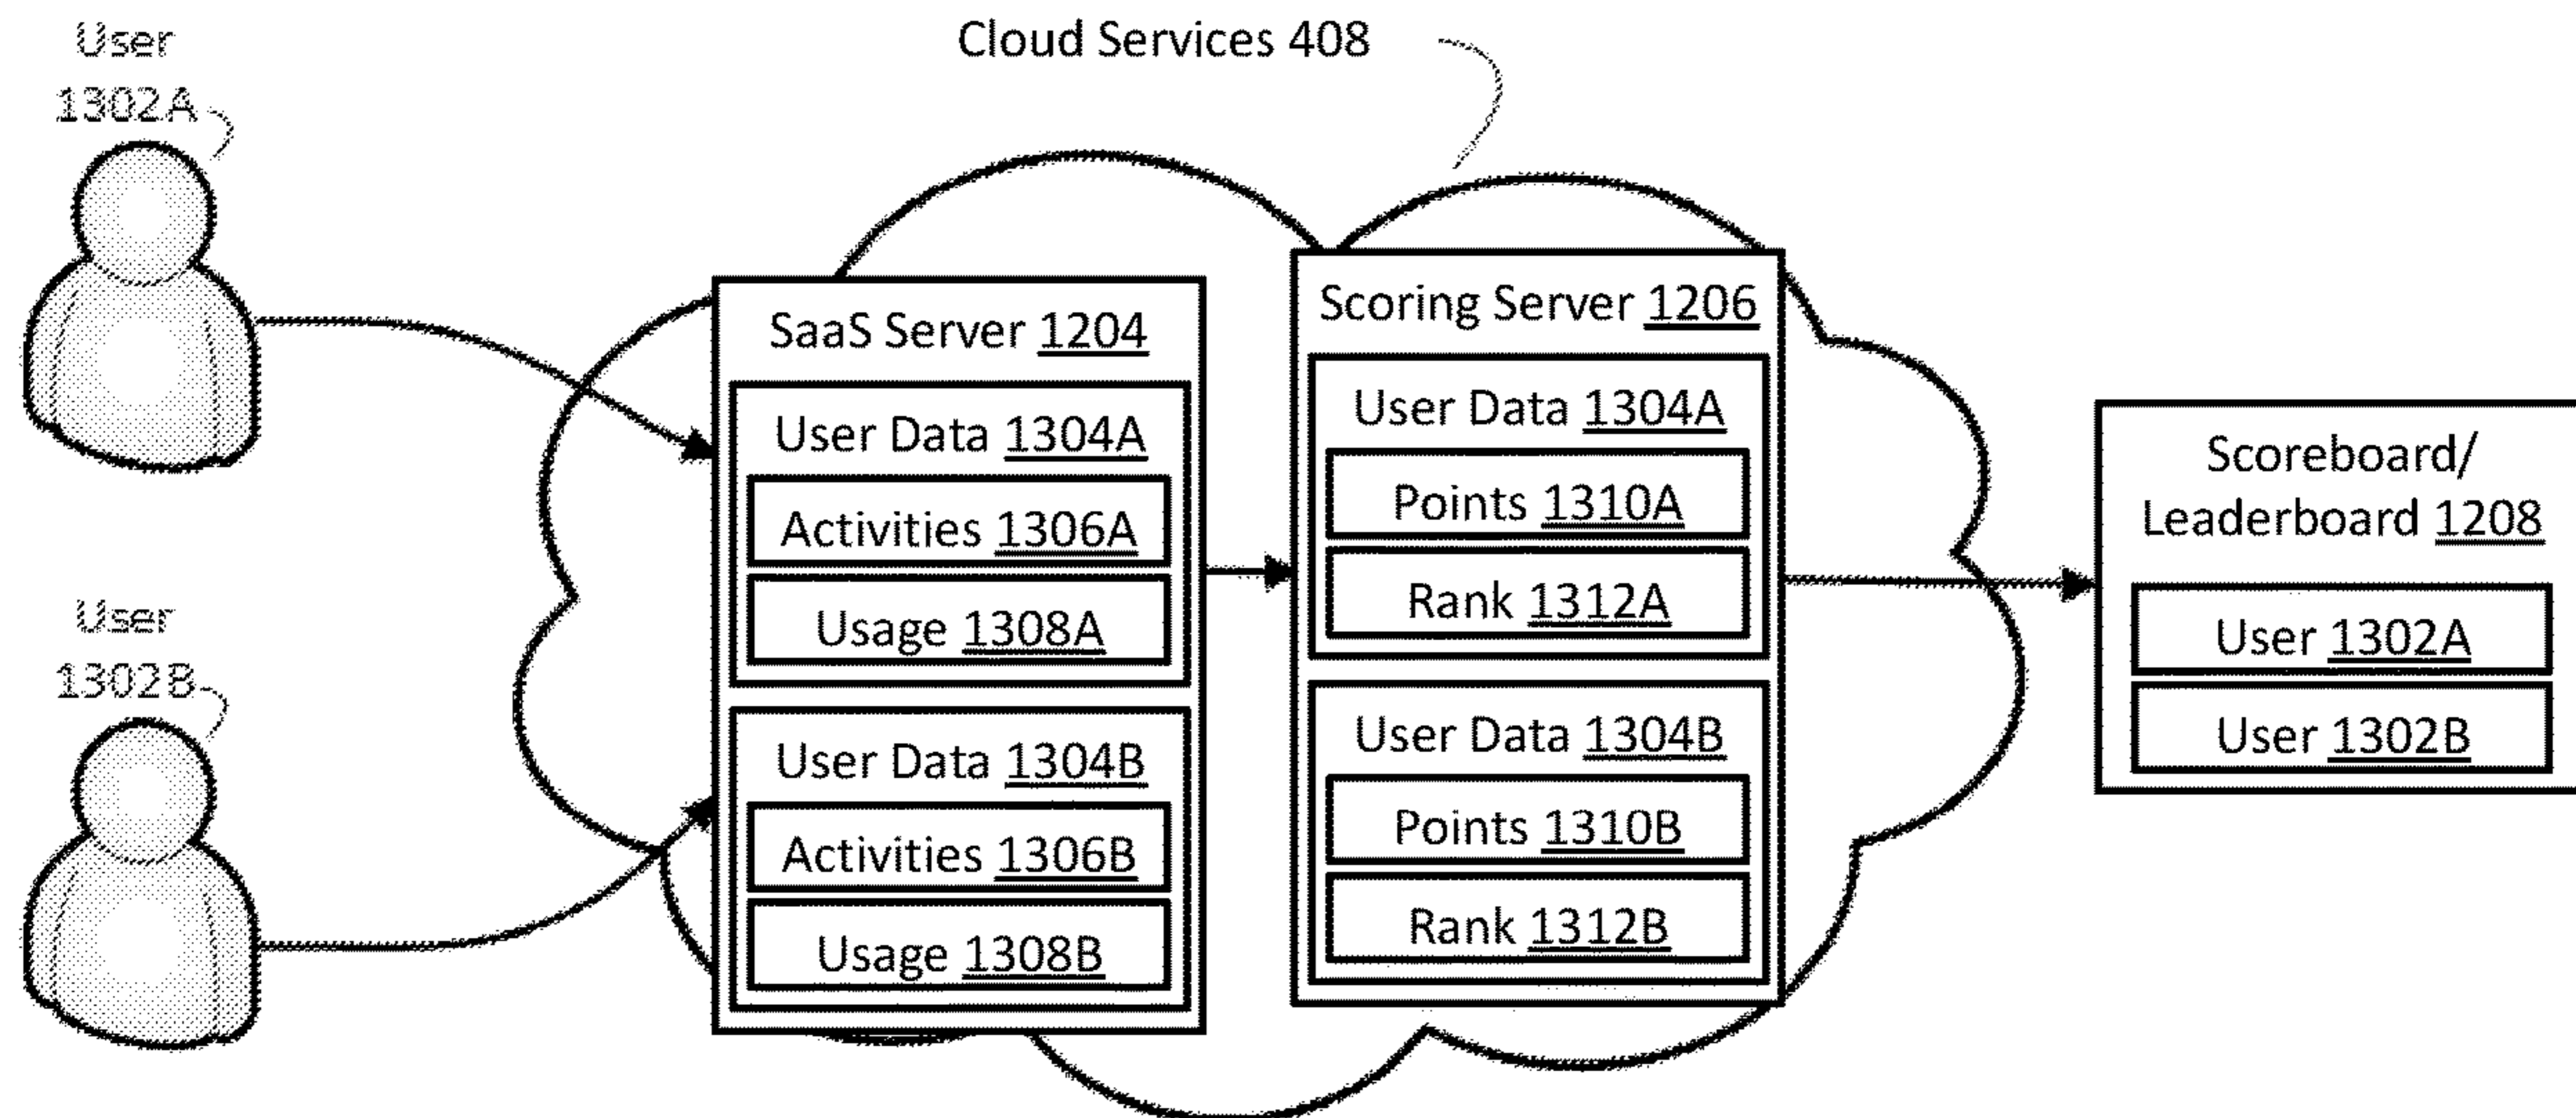 User
1302A
Cloud Services 408
User
1302B
SaaS Server 1204
User Data 1304A
Activities 1306A
Usage 1308A
User Data 1304B
Activities 1306B
Usage 1308B
Scoring Server 1206
User Data 1304A
Points 1310A
Rank 1312A
User Data 1304B
Points 1310B
Rank 1312B
Scoreboard/
Leaderboard 1208
User 1302A
User 1302B